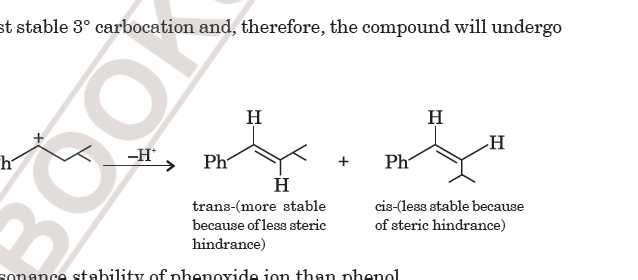 st stable 3° carbocation and, therefore, the compound will undergo
H H
+ H
h –H⁺ Ph + Ph
H
trans-(more stable cis-(less stable because
because of less steric of steric hindrance)
hindrance)
sonance stability of phenoxide ion than phenol
BOOK